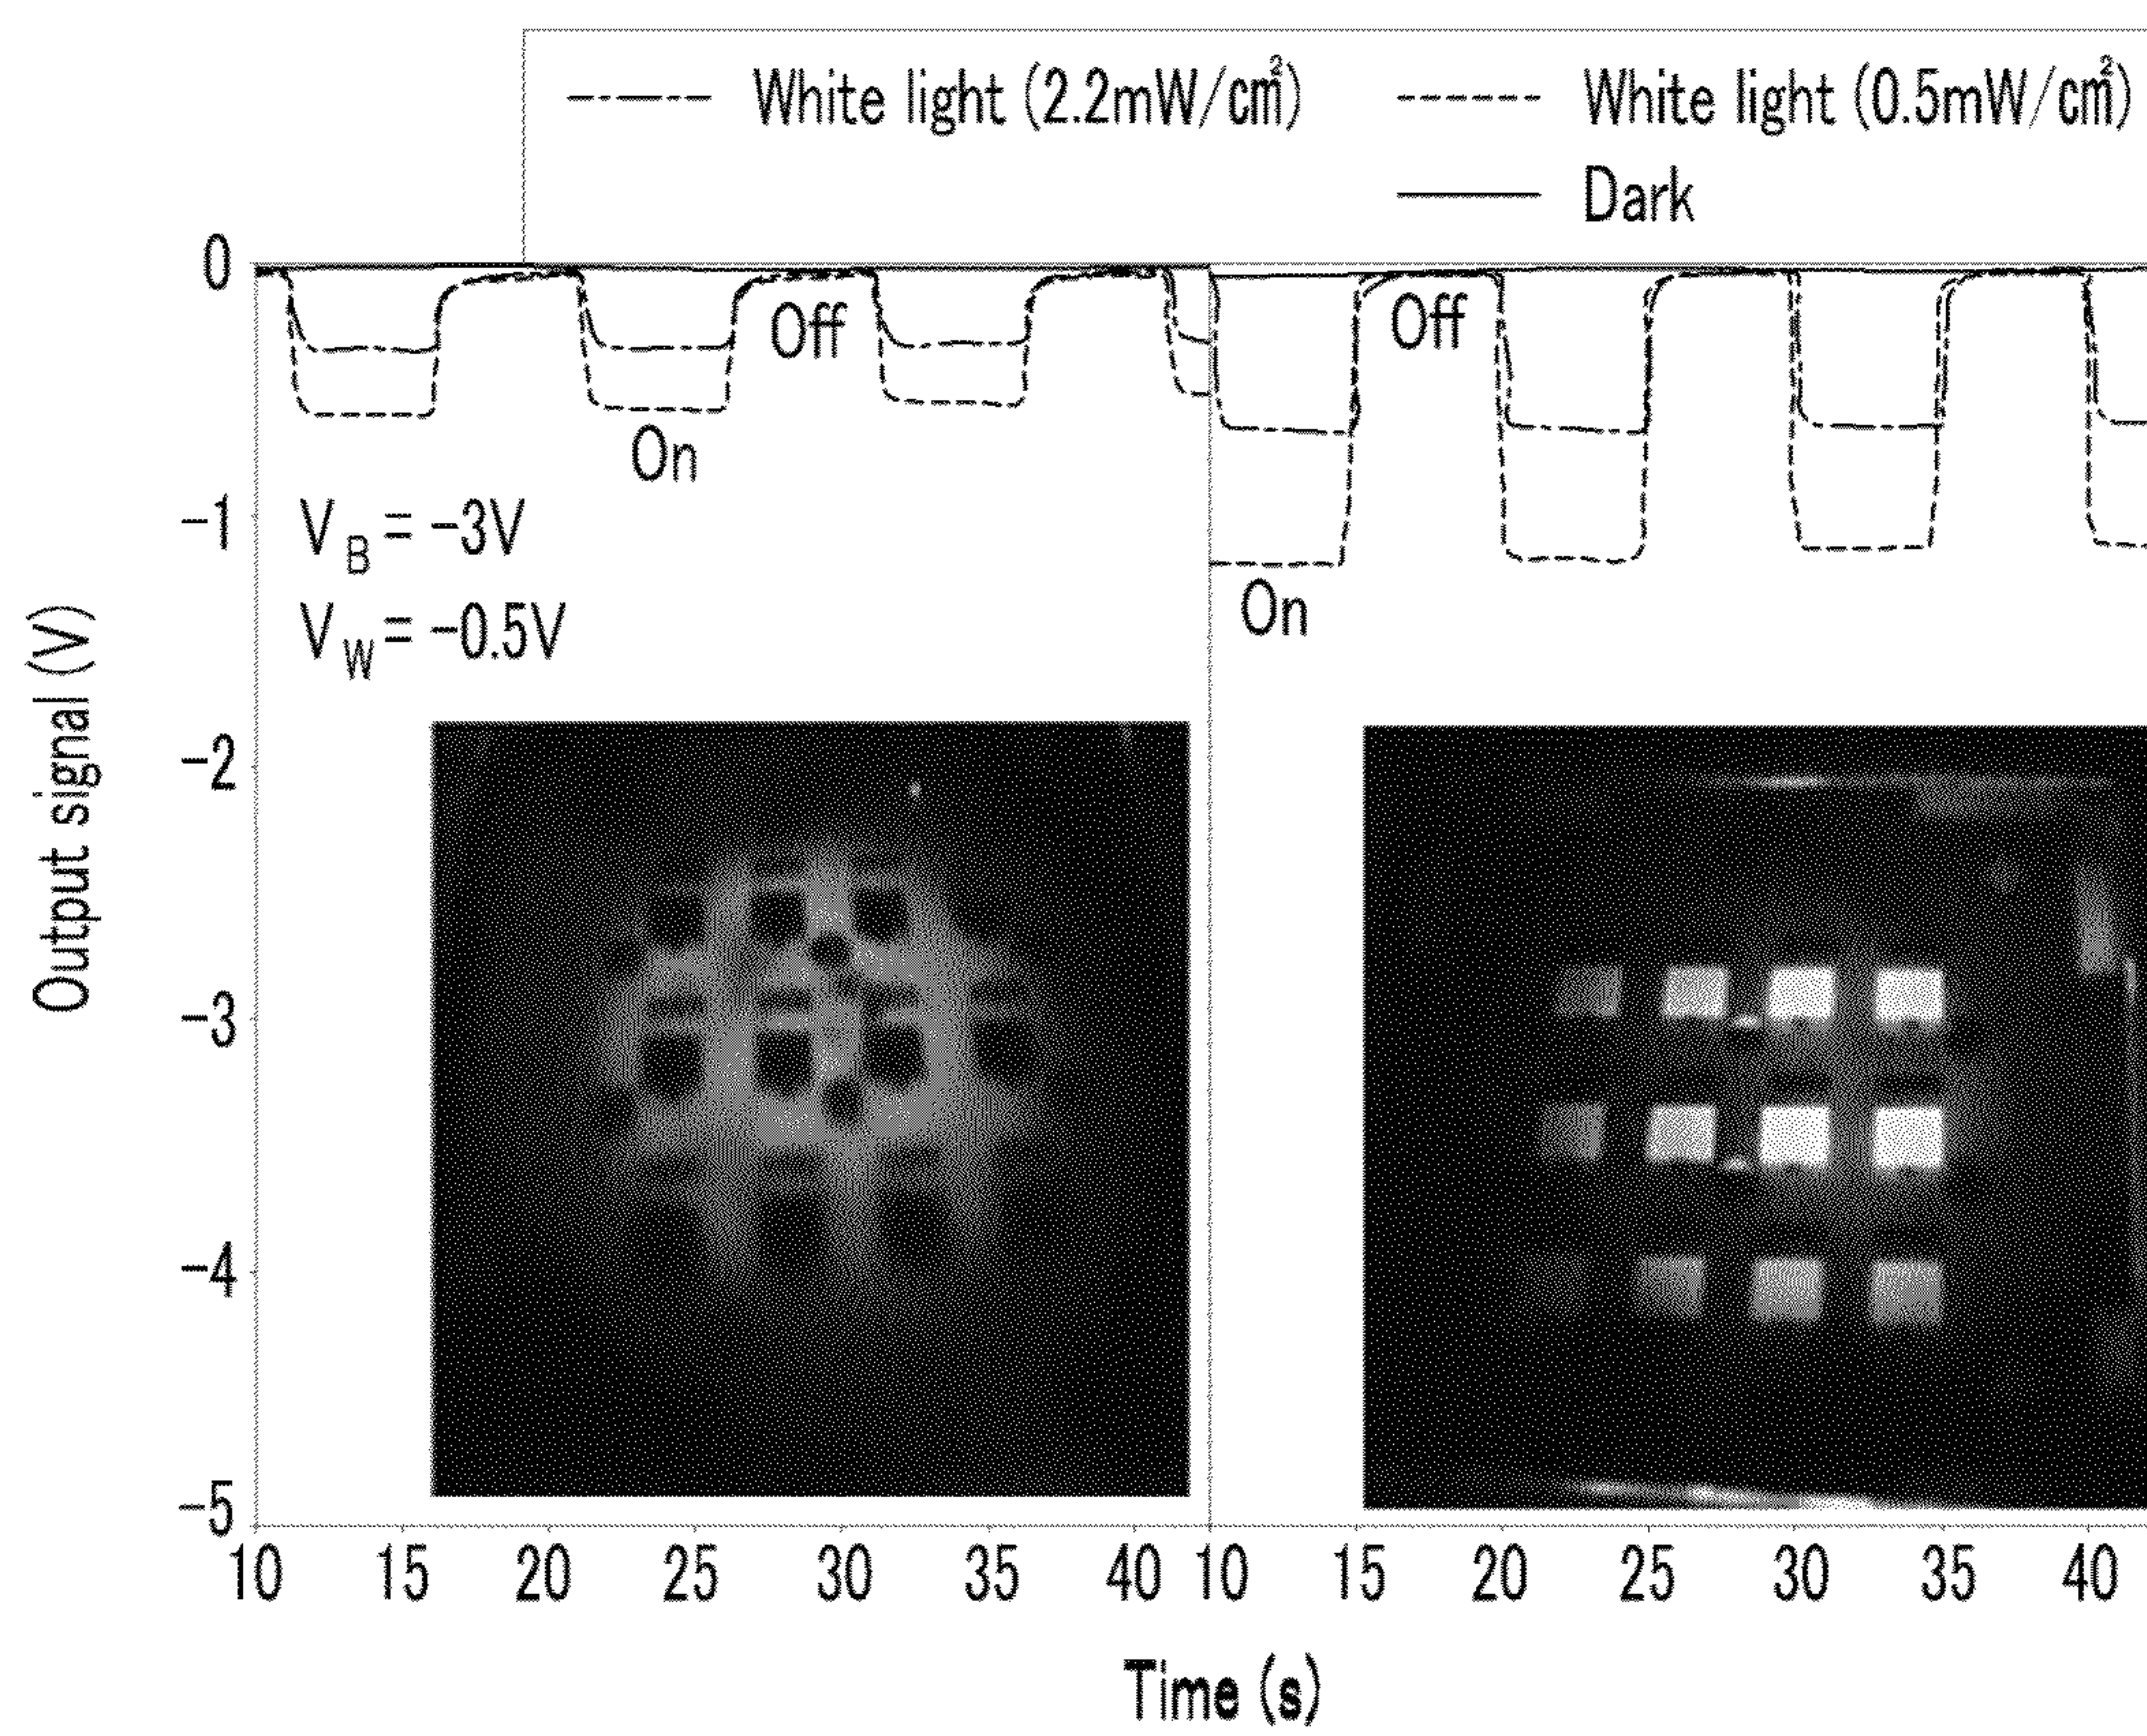 White light (2.2mW/cm²) White light (0.5mW/cm²)
Dark
0
-1
-2
-3
-4
-5
Output signal (V)
Off
On
V_B = -3V
V_W = -0.5V
Off
On
10 15 20 25 30 35 40 10 15 20 25 30 35 40
Time (s)